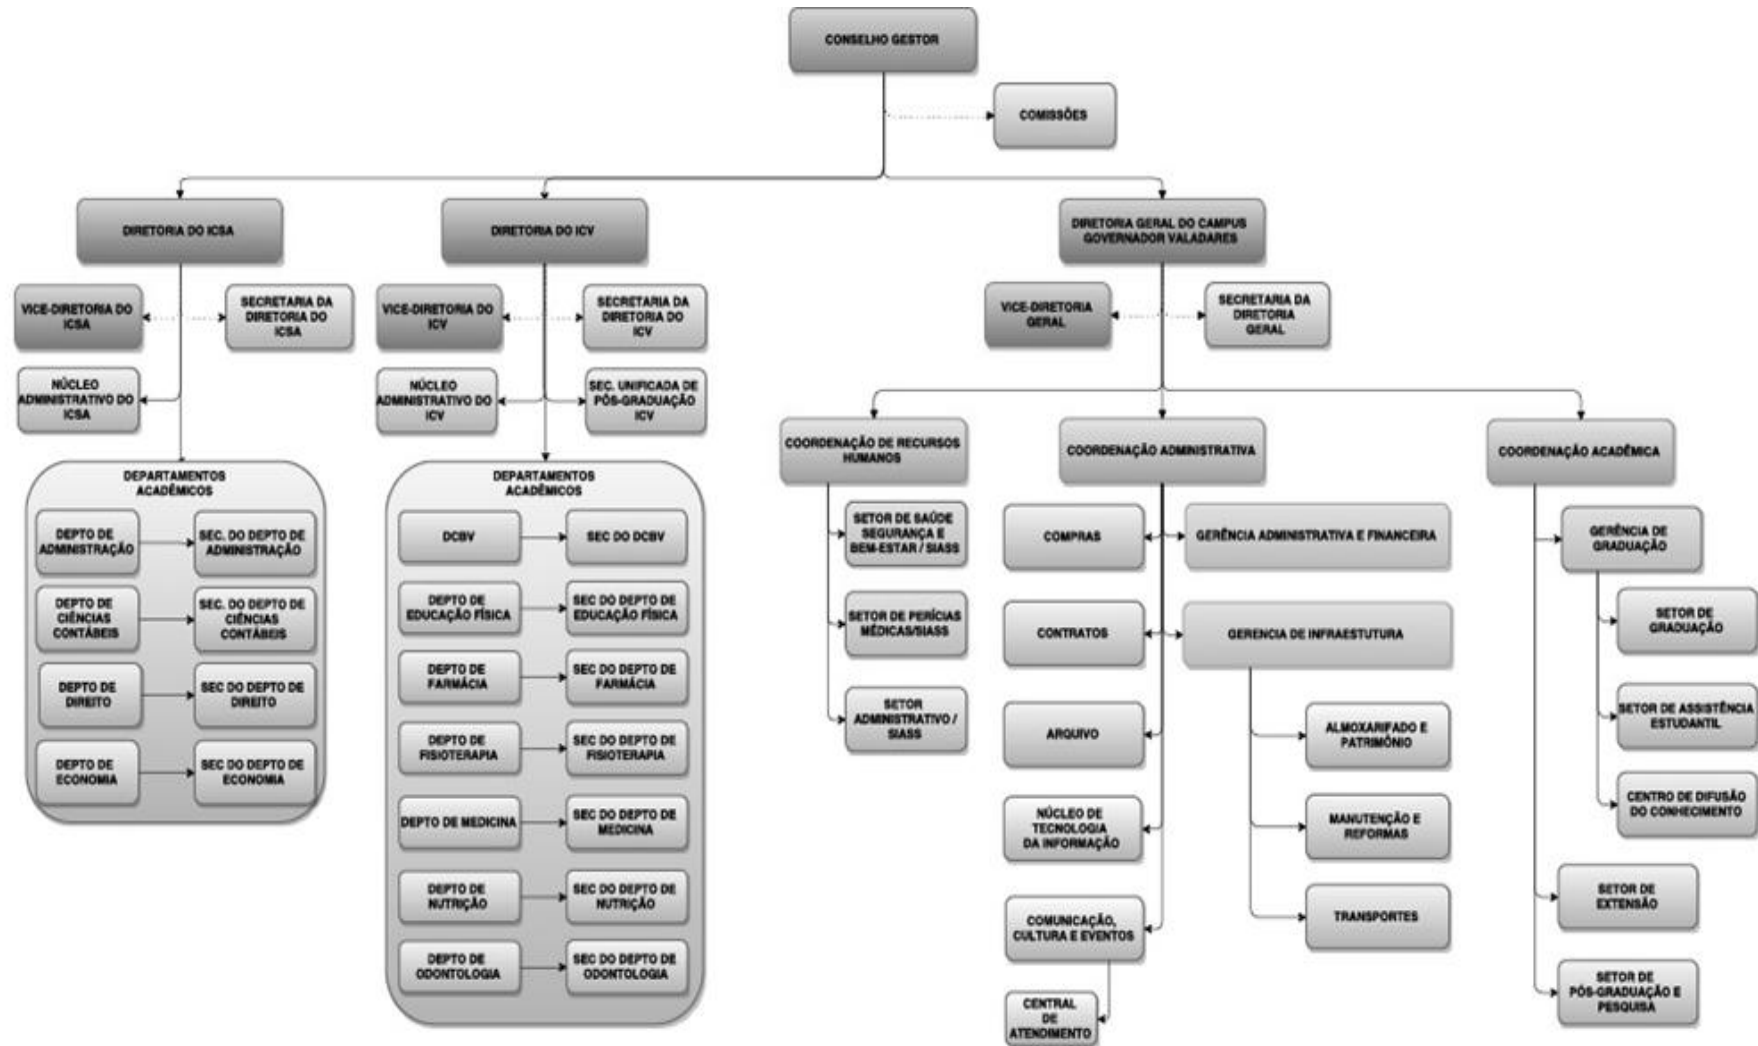 CONSELHO GESTOR
COMISSÕES
DIRETORIA DO ICSA
DIRETORIA DO ICV
DIRETORIA GERAL DO CAMPUS
GOVERNADOR VALADARES
VICE-DIRETORIA DO
ICSA
SECRETARIA DA
DIRETORIA DO
ICSA
VICE-DIRETORIA DO
ICV
SECRETARIA DA
DIRETORIA DO
ICV
VICE-DIRETORIA
GERAL
SECRETARIA DA
DIRETORIA
GERAL
NÚCLEO
ADMINISTRATIVO DO
ICSA
NÚCLEO
ADMINISTRATIVO DO
ICV
SEC. UNIFICADA DE
PÓS-GRADUAÇÃO
ICV
COORDENAÇÃO DE RECURSOS
HUMANOS
COORDENAÇÃO ADMINISTRATIVA
COORDENAÇÃO ACADÊMICA
DEPARTAMENTOS
ACADÊMICOS
DEPTO DE
ADMINISTRAÇÃO
SEC. DO DEPTO DE
ADMINISTRAÇÃO
DEPTO DE
CIÊNCIAS
CONTÁBEIS
SEC. DO DEPTO DE
CIÊNCIAS
CONTÁBEIS
DEPTO DE
DIREITO
SEC DO DEPTO DE
DIREITO
DEPTO DE
ECONOMIA
SEC DO DEPTO DE
ECONOMIA
DEPARTAMENTOS
ACADÊMICOS
DCBV
SEC DO DCBV
DEPTO DE
EDUCAÇÃO FÍSICA
SEC DO DEPTO DE
EDUCAÇÃO FÍSICA
DEPTO DE
FARMÁCIA
SEC DO DEPTO DE
FARMÁCIA
DEPTO DE
FISIOTERAPIA
SEC DO DEPTO DE
FISIOTERAPIA
DEPTO DE MEDICINA
SEC DO DEPTO DE
MEDICINA
DEPTO DE
NUTRIÇÃO
SEC DO DEPTO DE
NUTRIÇÃO
DEPTO DE
ODONTOLOGIA
SEC DO DEPTO DE
ODONTOLOGIA
SETOR DE SAÚDE
SEGURANÇA E
BEM-ESTAR / SIASS
SETOR DE PERÍCIAS
MÉDICAS/SIASS
SETOR
ADMINISTRATIVO /
SIASS
COMPRAS
GERÊNCIA ADMINISTRATIVA E FINANCEIRA
CONTRATOS
GERENCIA DE INFRAESTUTURA
ARQUIVO
ALMOXARIFADO E
PATRIMÔNIO
NÚCLEO DE
TECNOLOGIA
DA INFORMAÇÃO
MANUTENÇÃO E
REFORMAS
COMUNICAÇÃO,
CULTURA E EVENTOS
TRANSPORTES
CENTRAL
DE
ATENDIMENTO
GERÊNCIA DE
GRADUAÇÃO
SETOR DE
GRADUAÇÃO
SETOR DE ASSISTÊNCIA
ESTUDANTIL
CENTRO DE DIFUSÃO
DO CONHECIMENTO
SETOR DE
EXTENSÃO
SETOR DE
PÓS-GRADUAÇÃO E
PESQUISA